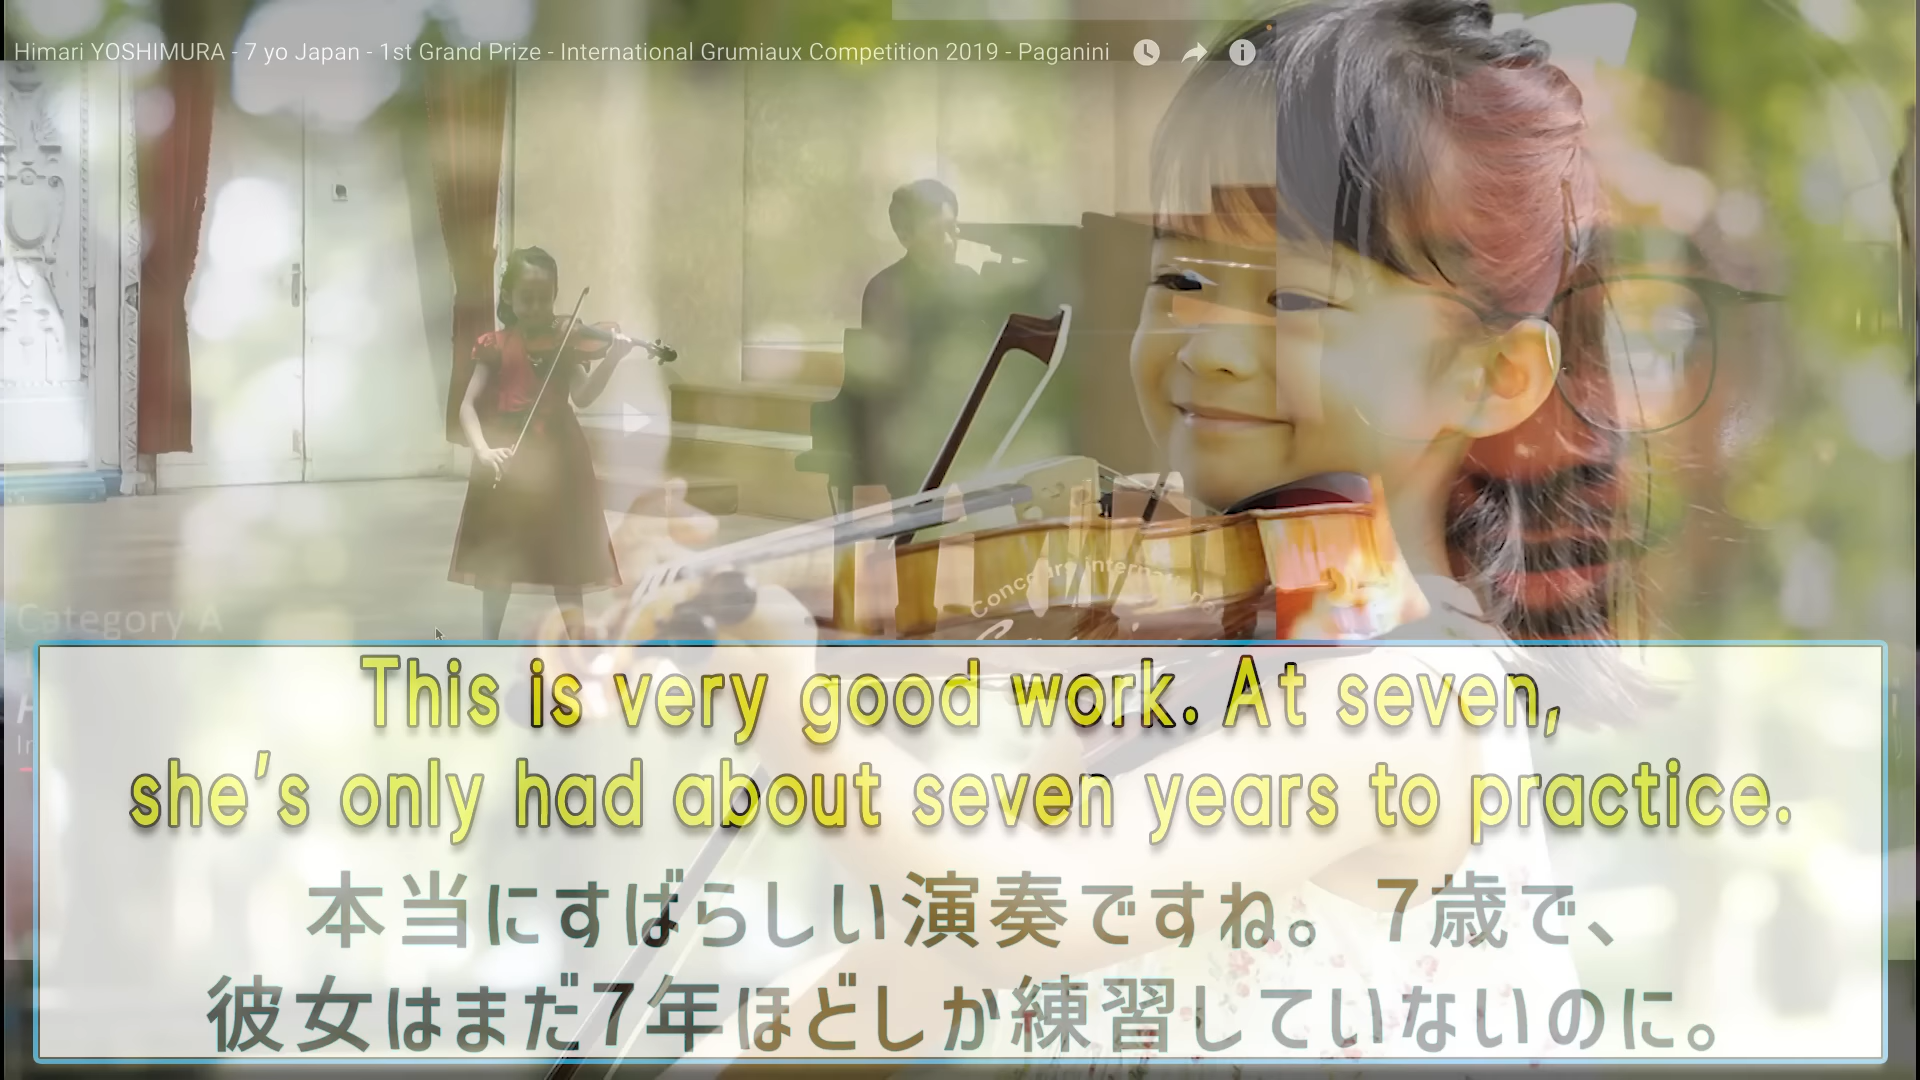 Himari YOSHIMURA - 7 yo Japan - 1st Grand Prize - International Grumiaux Competition 2019 - Paganini
Category A
This is very good work. At seven,
she's only had about seven years to practice.
本当にすばらしい演奏ですね。7歳で、
彼女はまだ7年ほどしか練習していないのに。